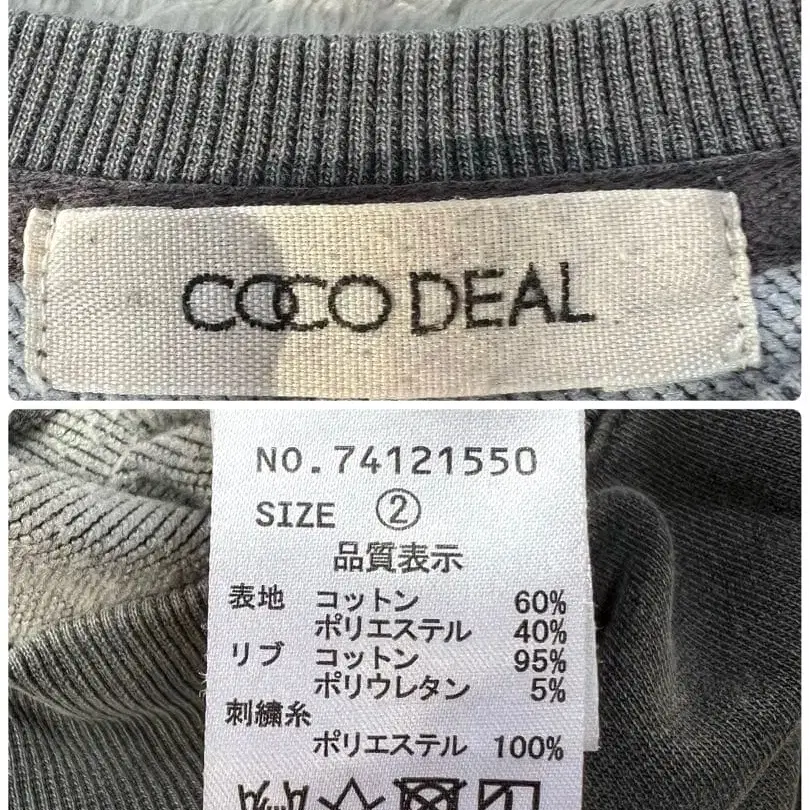 COCO DEAL
NO.74121550
SIZE ②
品質表示
表地 コットン 60%
ポリエステル 40%
リブ コットン 95%
ポリウレタン 5%
刺繍糸
ポリエステル 100%